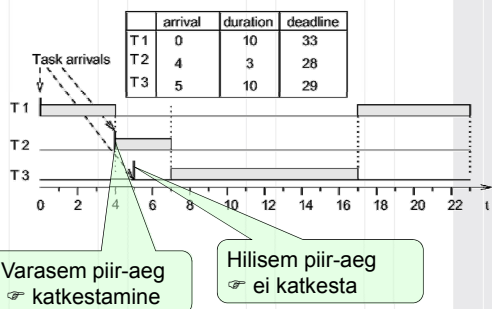 arrival duration deadline
T1 0 10 33
T2 4 3 28
T3 5 10 29
Task arrivals
T1
T2
T3
0 2 4 6 8 10 12 14 16 18 20 22 t
Varasem piir-aeg
☞ katkestamine
Hilisem piir-aeg
☞ ei katkesta